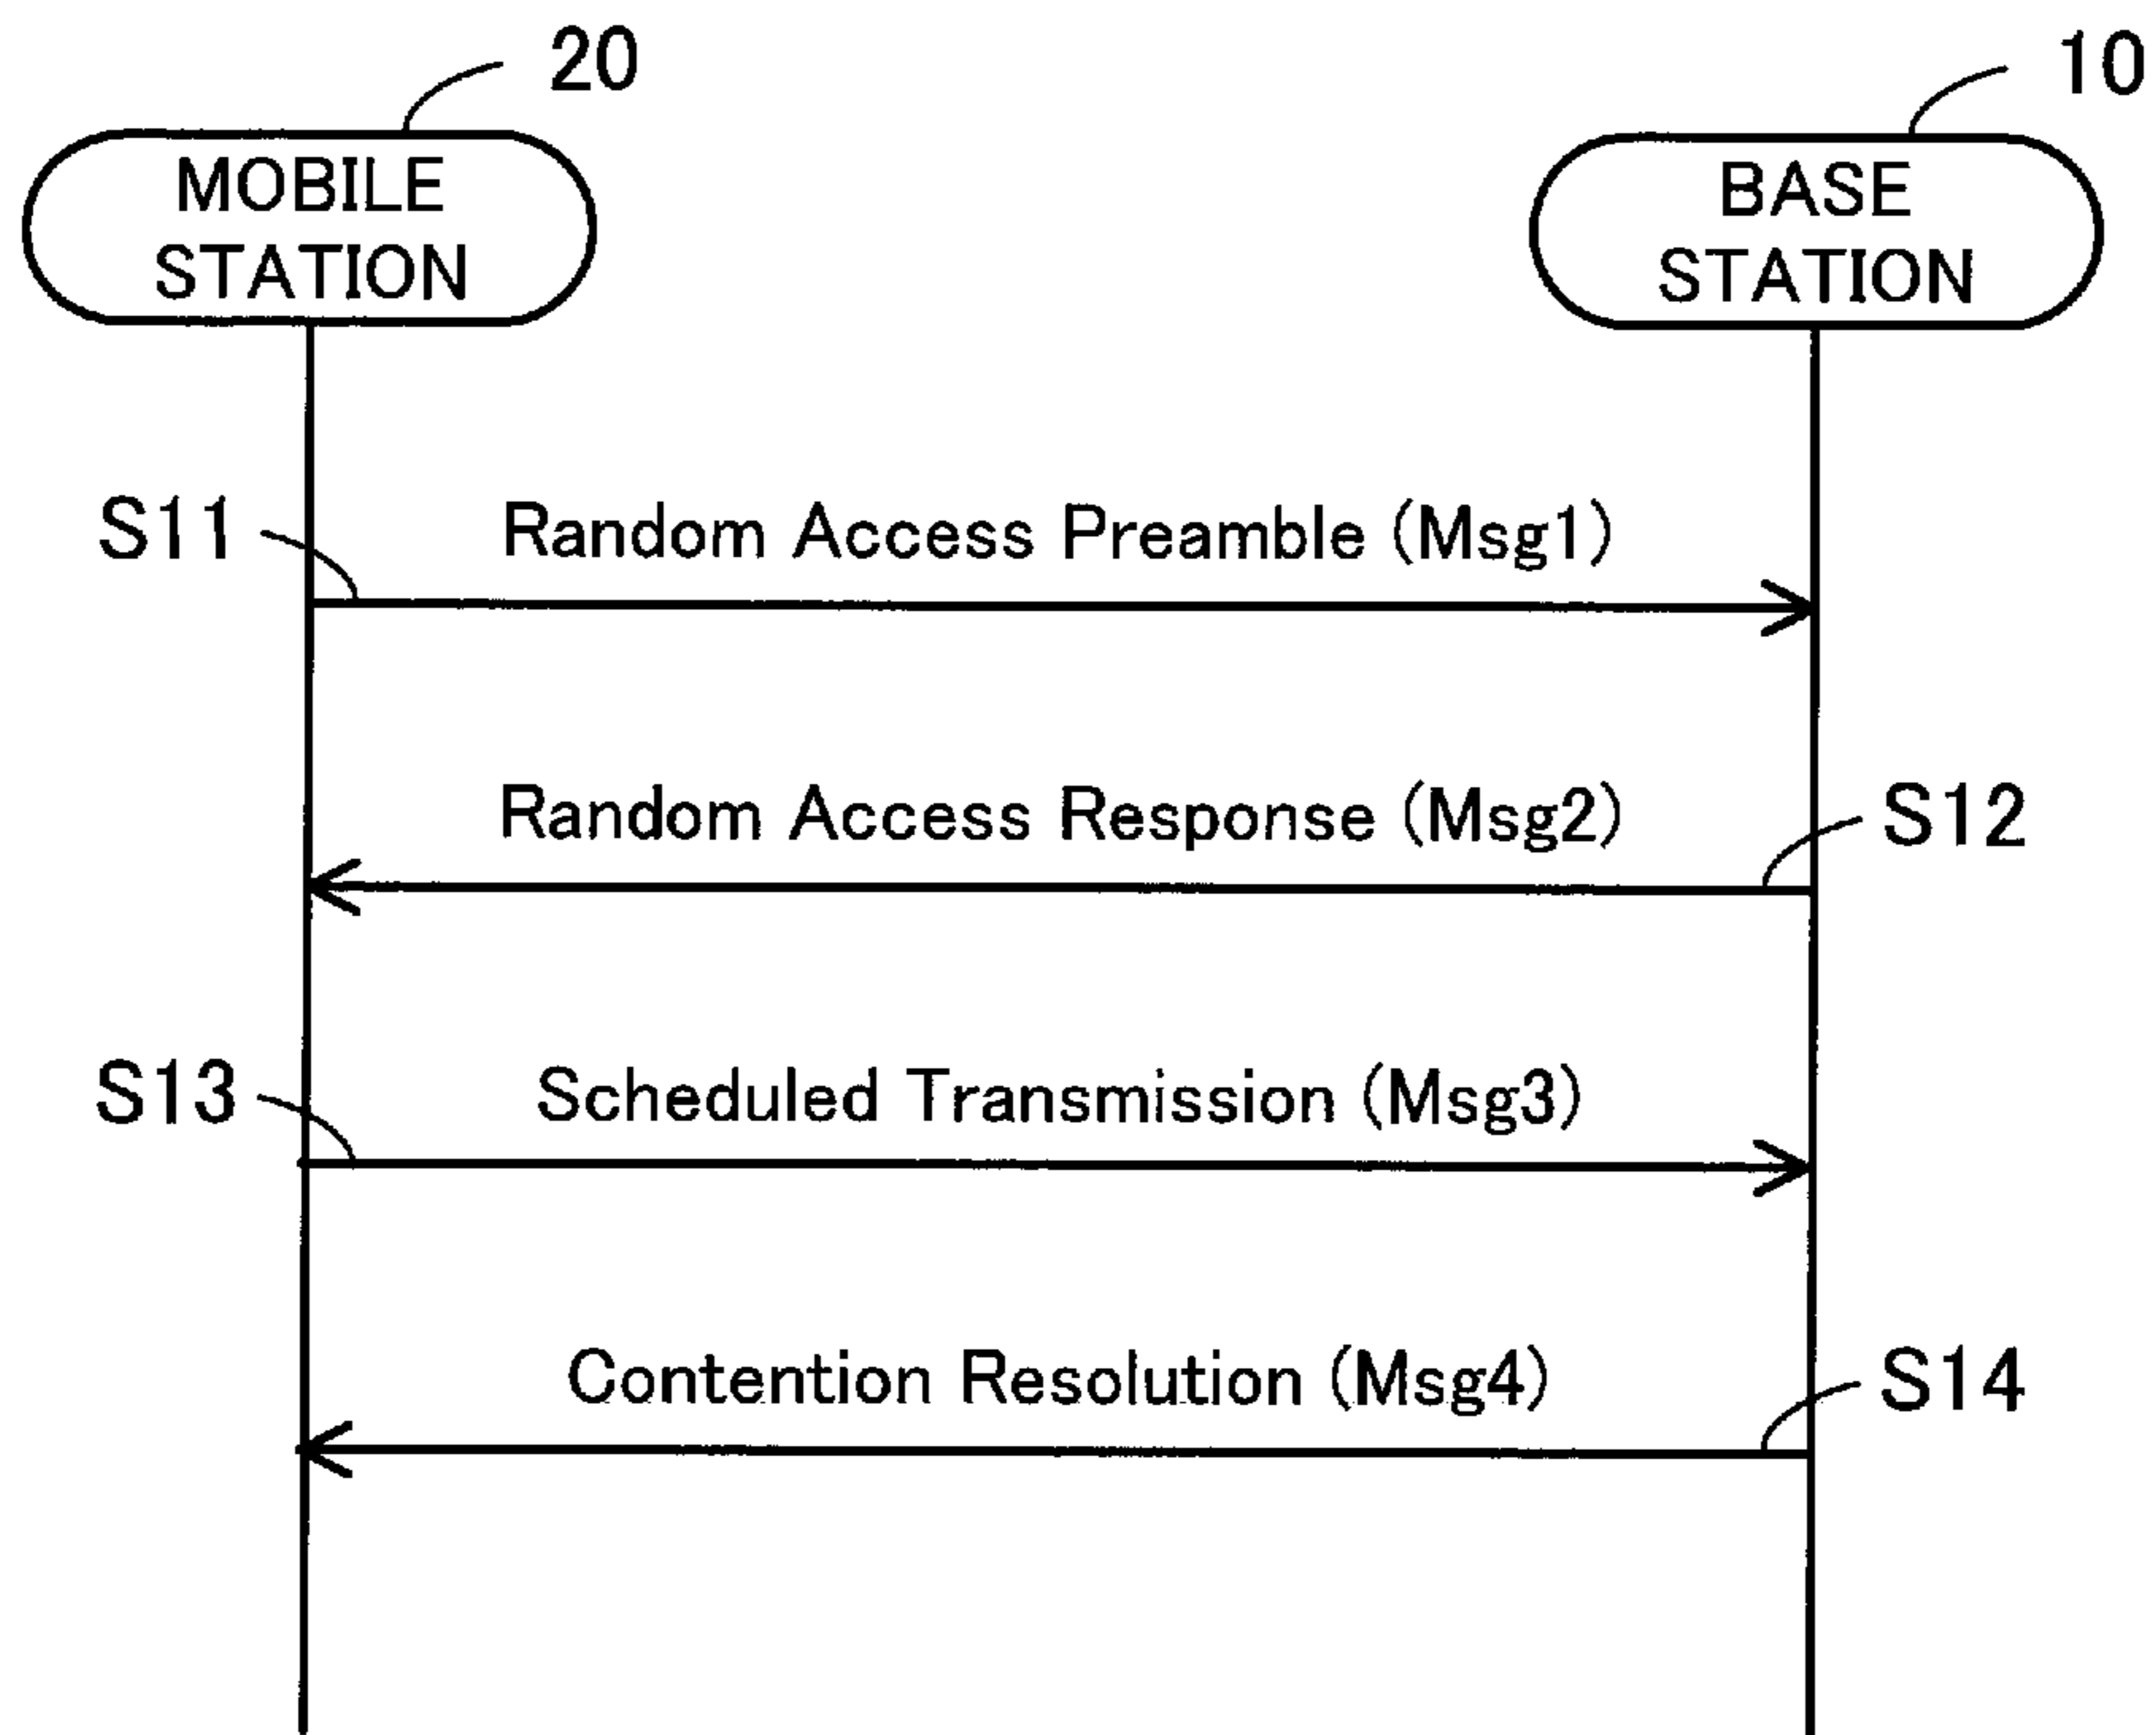 20
10
MOBILE
STATION
BASE
STATION
S11
Random Access Preamble (Msg1)
Random Access Response (Msg2)
S12
S13
Scheduled Transmission (Msg3)
Contention Resolution (Msg4)
S14